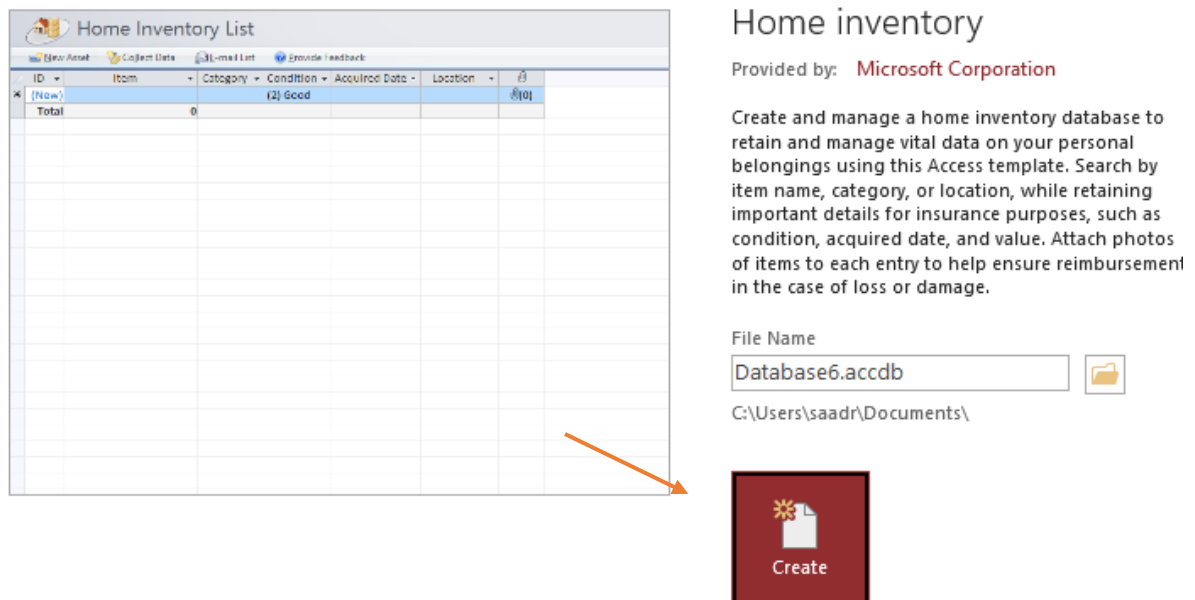 Home Inventory List
New Asset Collect Data E-mail List Provide Feedback
ID Item Category Condition Acquired Date Location
(New) (2) Good (0)
Total 0
Home inventory
Provided by: Microsoft Corporation
Create and manage a home inventory database to
retain and manage vital data on your personal
belongings using this Access template. Search by
item name, category, or location, while retaining
important details for insurance purposes, such as
condition, acquired date, and value. Attach photos
of items to each entry to help ensure reimbursement
in the case of loss or damage.
File Name
Database6.accdb
C:\Users\saadr\Documents\
Create